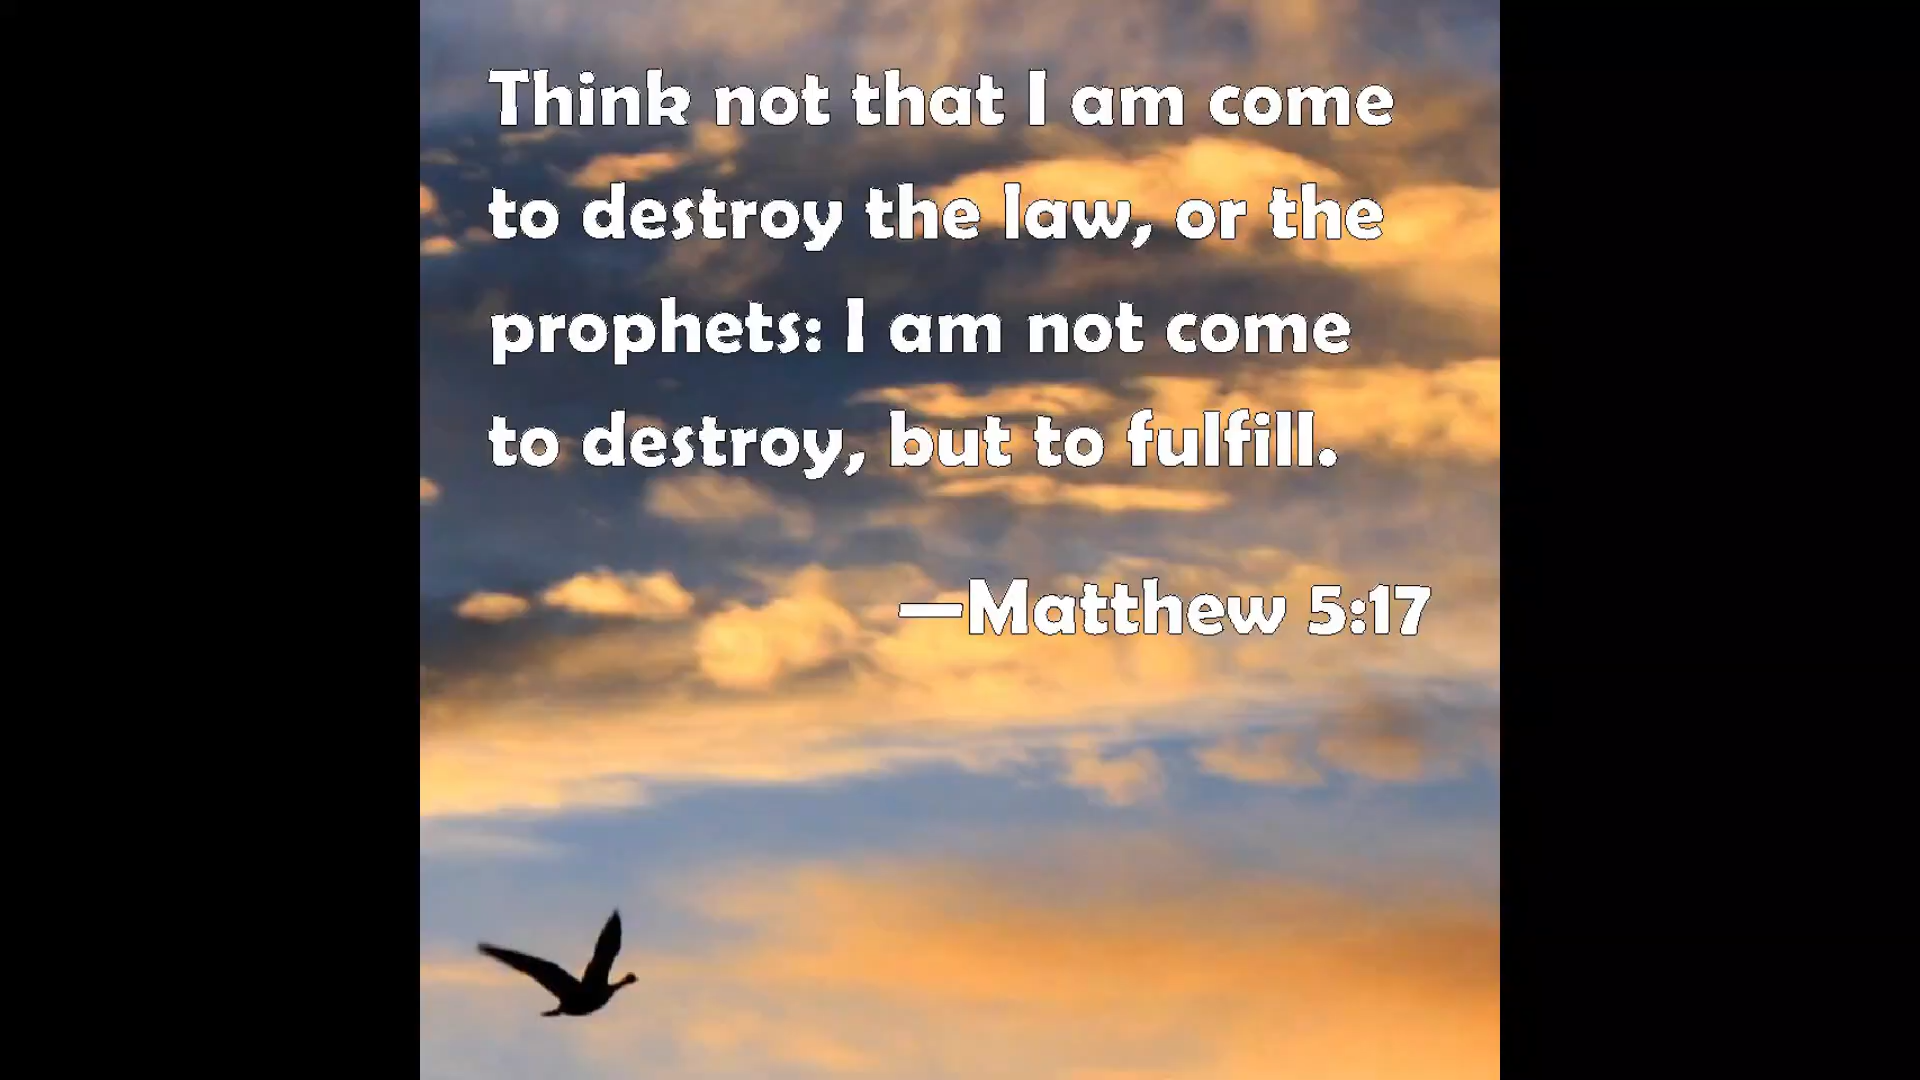 Think not that I am come
to destroy the law, or the
prophets: I am not come
to destroy, but to fulfill.
—Matthew 5:17